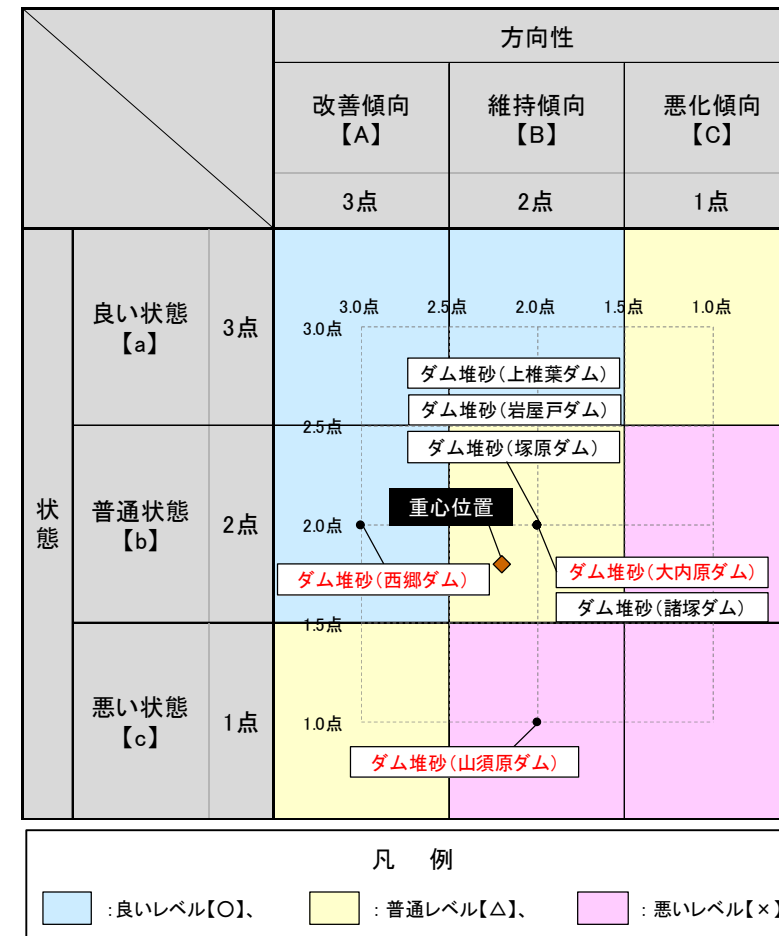 方向性
改善傾向
【A】
維持傾向
【B】
悪化傾向
【C】
3点
2点
1点
状態
良い状態
【a】
3点
普通状態
【b】
2点
悪い状態
【c】
1点
3.0点
2.5点
2.0点
1.5点
1.0点
3.0点
2.5点
2.0点
1.5点
1.0点
ダム堆砂(上椎葉ダム)
ダム堆砂(岩屋戸ダム)
ダム堆砂(塚原ダム)
重心位置
ダム堆砂(西郷ダム)
ダム堆砂(大内原ダム)
ダム堆砂(諸塚ダム)
ダム堆砂(山須原ダム)
凡 例
:良いレベル【〇】、
:普通レベル【△】、
:悪いレベル【×】